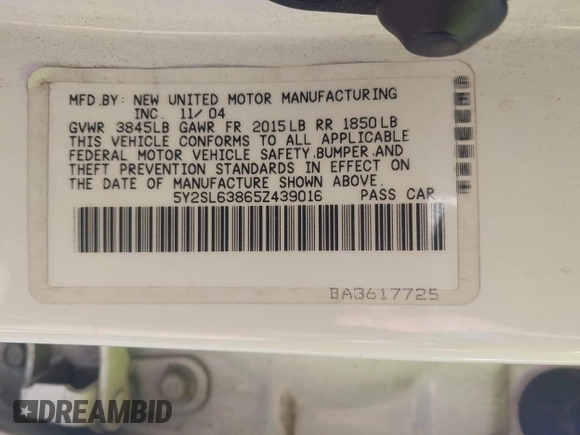 MFD.BY: NEW UNITED MOTOR MANUFACTURING
INC. 11/04
GVWR 3845LB GAWR FR 2015LB RR 1850LB
THIS VEHICLE CONFORMS TO ALL APPLICABLE
FEDERAL MOTOR VEHICLE SAFETY,BUMPER,AND
THEFT PREVENTION STANDARDS IN EFFECT ON
THE DATE OF MANUFACTURE SHOWN ABOVE.
5Y2SL63865Z439016 PASS CAR
BA3617725
DREAMBID